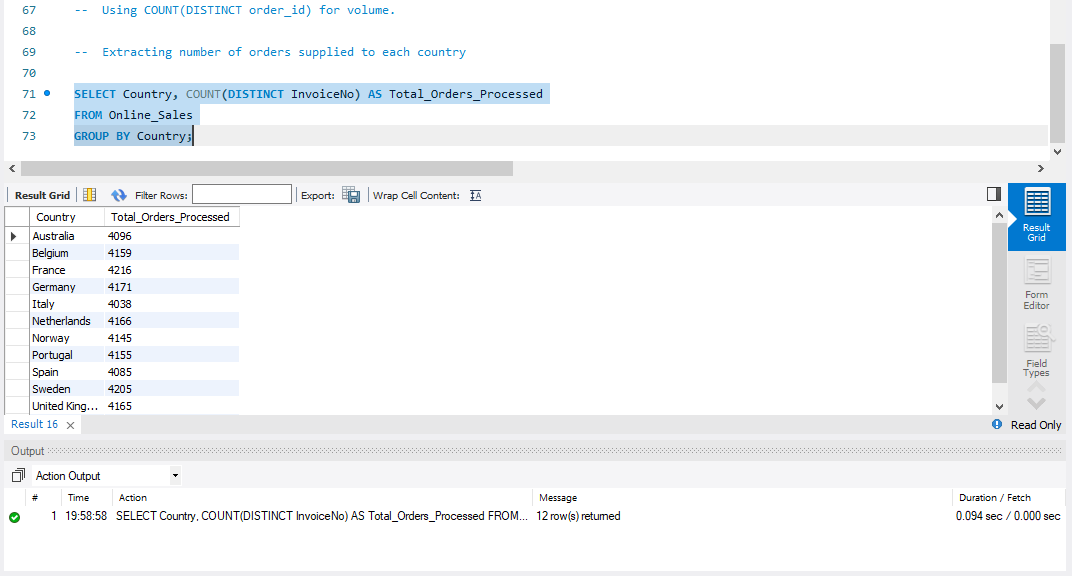 67 -- Using COUNT(DISTINCT order_id) for volume.
68
69 -- Extracting number of orders supplied to each country
70
71 SELECT Country, COUNT(DISTINCT InvoiceNo) AS Total_Orders_Processed
72 FROM Online_Sales
73 GROUP BY Country;
Result Grid Filter Rows: Export: Wrap Cell Content:
Country Total_Orders_Processed
Australia 4096
Belgium 4159
France 4216
Germany 4171
Italy 4038
Netherlands 4166
Norway 4145
Portugal 4155
Spain 4085
Sweden 4205
United King... 4165
Result
Grid
Form
Editor
Field
Types
Result 16
Read Only
Output
Action Output
# Time Action Message Duration / Fetch
1 19:58:58 SELECT Country, COUNT(DISTINCT InvoiceNo) AS Total_Orders_Processed FROM... 12 row(s) returned 0.094 sec / 0.000 sec